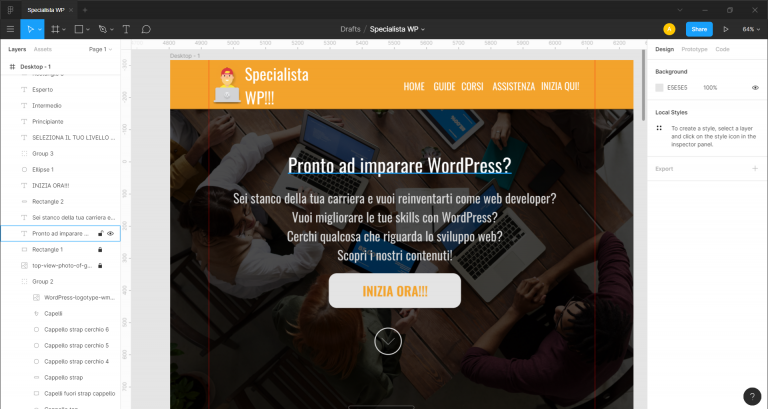 Specialista WP
Drafts / Specialista WP
A
Share
64%
Layers
Assets
Page 1
Design
Prototype
Code
4800 4900 5000 5100 5200 5300 5400 5500 5600 5700 5800 5900 6000 6100 6200
Desktop - 1
Desktop - 1
Esperto
Intermedio
Principiante
SELEZIONA IL TUO LIVELLO ...
Group 3
Ellipse 1
INIZIA ORA!!!
Rectangle 2
Sei stanco della tua carriera e...
Pronto ad imparare ...
Rectangle 1
top-view-photo-of-g...
Group 2
WordPress-logotype-wm...
Capelli
Cappello strap cerchio 6
Cappello strap cerchio 5
Cappello strap cerchio 4
Cappello strap
Capelli fuori strap cappello
Specialista
WP!!!
HOME GUIDE CORSI ASSISTENZA INIZIA QUI!
Pronto ad imparare WordPress?
Sei stanco della tua carriera e vuoi reinventarti come web developer?
Vuoi migliorare le tue skills con WordPress?
Cerchi qualcosa che riguardo lo sviluppo web?
Scopri i nostri contenuti!
INIZIA ORA!!!
Background
E5E5E5 100%
Local Styles
To create a style, select a layer
and click on the style icon in the
inspector panel.
Export
?